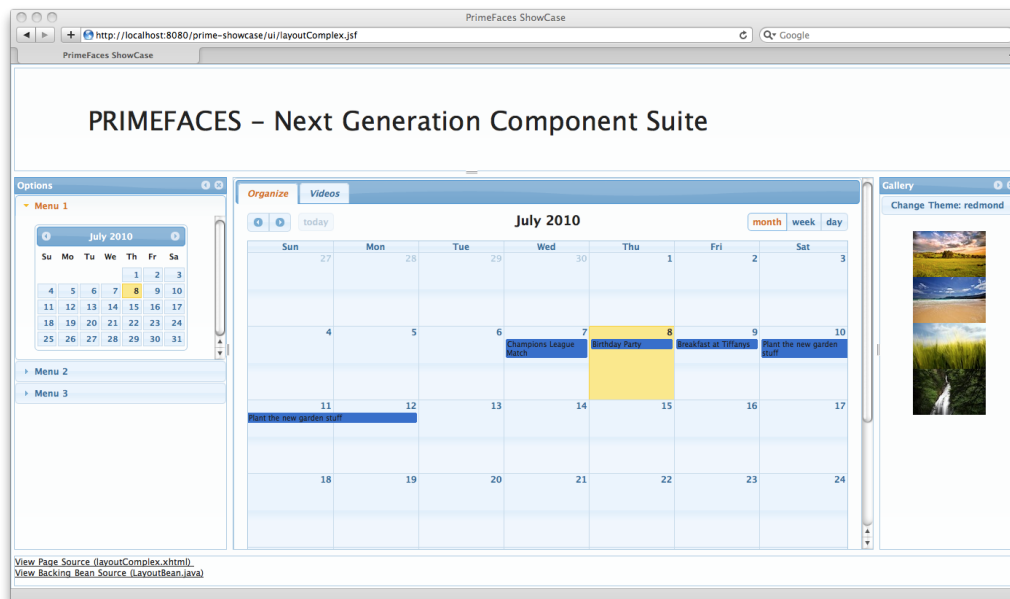 PrimeFaces ShowCase
http://localhost:8080/prime-showcase/ui/layoutComplex.jsf
Google
PrimeFaces ShowCase
PRIMEFACES – Next Generation Component Suite
Options
Menu 1
July 2010
Su Mo Tu We Th Fr Sa
1 2 3
4 5 6 7 8 9 10
11 12 13 14 15 16 17
18 19 20 21 22 23 24
25 26 27 28 29 30 31
Menu 2
Menu 3
Organize Videos
today
July 2010
month week day
Sun Mon Tue Wed Thu Fri Sat
27 28 29 30 1 2 3
4 5 6 7 8 9 10
Champions League
Match
Birthday Party
Breakfast at Tiffanys
Plant the new garden
stuff
11 12 13 14 15 16 17
Plant the new garden stuff
18 19 20 21 22 23 24
Gallery
Change Theme: redmond
View Page Source (layoutComplex.xhtml)
View Backing Bean Source (LayoutBean.java)